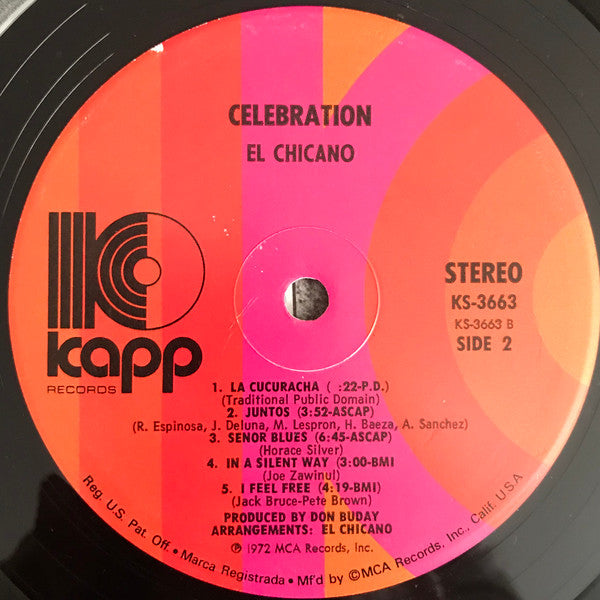 CELEBRATION
EL CHICANO
kapp
RECORDS
STEREO
KS-3663
KS-3663 B
SIDE 2
1. LA CUCURACHA ( :22-P.D.)
(Traditional Public Domain)
2. JUNTOS (3:52-ASCAP)
(R. Espinosa, J. Deluna, M. Lespron, H. Baeza, A. Sanchez)
3. SENOR BLUES (6:45-ASCAP)
(Horace Silver)
4. IN A SILENT WAY (3:00-BMI
(Joe Zawinul)
5. I FEEL FREE (4:19-BMI)
(Jack Bruce-Pete Brown)
PRODUCED BY DON BUDAY
ARRANGEMENTS: EL CHICANO
℗ 1972 MCA Records, Inc.
Reg. U.S. Pat. Off. • Marca Registrada • Mf'd by ©MCA Records, Inc., Calif. U.S.A